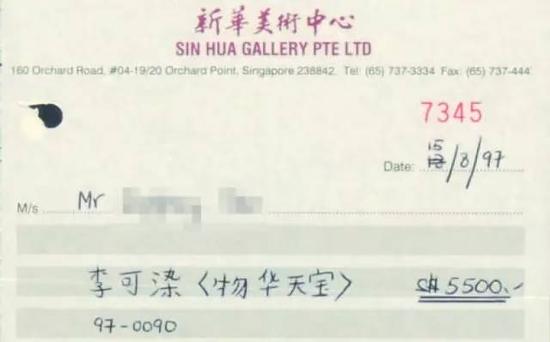 新華美術中心
SIN HUA GALLERY PTE LTD
160 Orchard Road, #04-19/20 Orchard Point, Singapore 238842. Tel: (65) 737-3334 Fax: (65) 737-444
7345
Date: 15/8/97
M/s Mr
李可染〈物华天宝〉 5500.-
97-0090